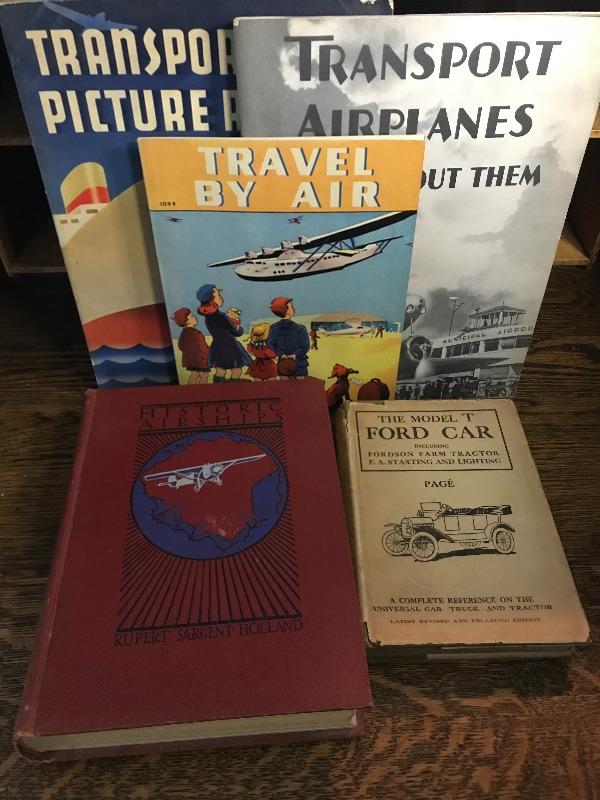 TRANSPOR
PICTURE
TRANSPORT
AIRPLANES
OUT THEM
MUNICIPAL AIRPORT
TRAVEL
BY AIR
1099
HISTORIC
AIRSHIPS
RUPERT SARGENT HOLLAND
THE MODEL T
FORD CAR
INCLUDING
FORDSON FARM TRACTOR
F. A. STARTING AND LIGHTING
PAGÉ
A COMPLETE REFERENCE ON THE
UNIVERSAL CAR, TRUCK AND TRACTOR
LATEST REVISED AND ENLARGED EDITION